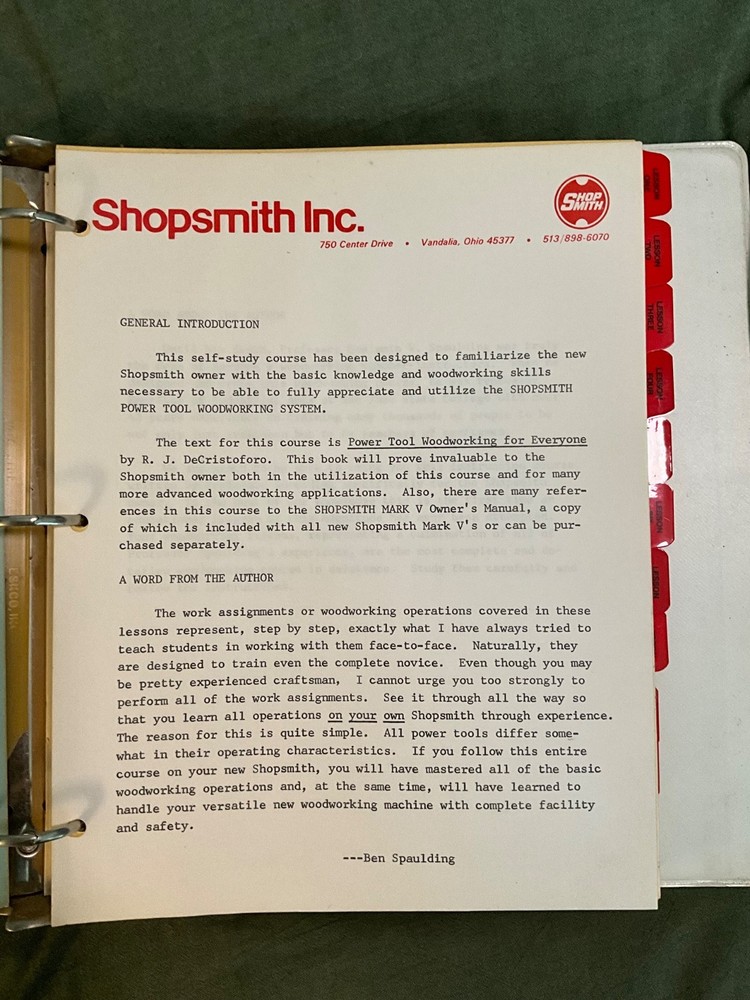 Shopsmith Inc.
SHOP
SMITH
750 Center Drive • Vandalia, Ohio 45377 • 513/898-6070
GENERAL INTRODUCTION
This self-study course has been designed to familiarize the new
Shopsmith owner with the basic knowledge and woodworking skills
necessary to be able to fully appreciate and utilize the SHOPSMITH
POWER TOOL WOODWORKING SYSTEM.
The text for this course is Power Tool Woodworking for Everyone
by R. J. DeCristoforo. This book will prove invaluable to the
Shopsmith owner both in the utilization of this course and for many
more advanced woodworking applications. Also, there are many refer-
ences in this course to the SHOPSMITH MARK V Owner's Manual, a copy
of which is included with all new Shopsmith Mark V's or can be pur-
chased separately.
A WORD FROM THE AUTHOR
The work assignments or woodworking operations covered in these
lessons represent, step by step, exactly what I have always tried to
teach students in working with them face-to-face. Naturally, they
are designed to train even the complete novice. Even though you may
be pretty experienced craftsman, I cannot urge you too strongly to
perform all of the work assignments. See it through all the way so
that you learn all operations on your own Shopsmith through experience.
The reason for this is quite simple. All power tools differ some-
what in their operating characteristics. If you follow this entire
course on your new Shopsmith, you will have mastered all of the basic
woodworking operations and, at the same time, will have learned to
handle your versatile new woodworking machine with complete facility
and safety.
---Ben Spaulding
LESSON
ONE
LESSON
TWO
LESSON
THREE
LESSON
FOUR
LESSON
LESSON